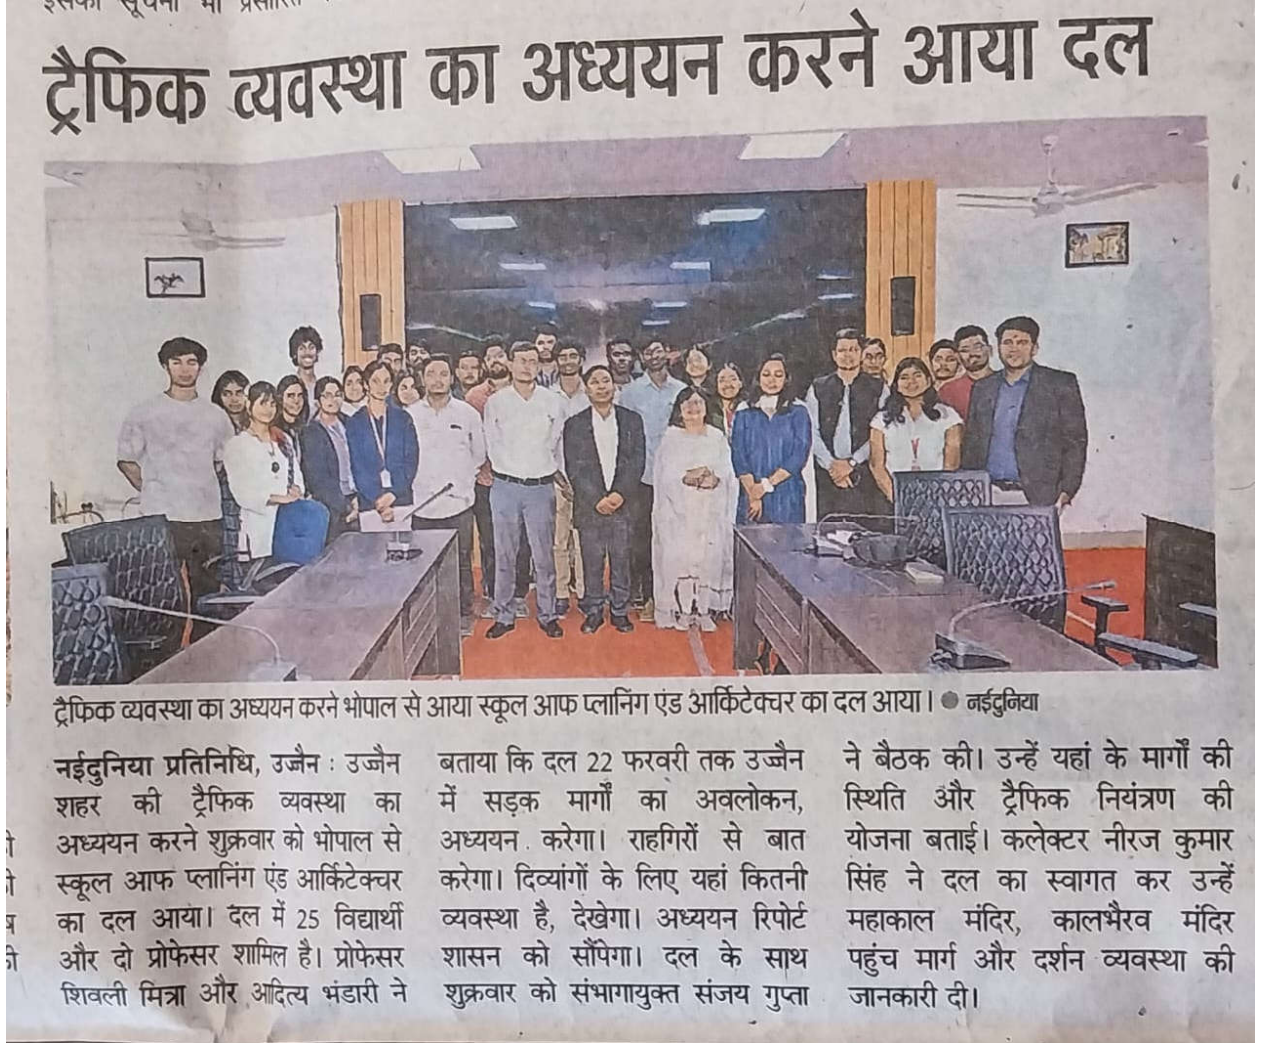 ट्रैफिक व्यवस्था का अध्ययन करने आया दल
ट्रैफिक व्यवस्था का अध्ययन करने भोपाल से आया स्कूल आफ प्लानिंग एंड आर्किटेक्चर का दल आया। ● नईदुनिया
नईदुनिया प्रतिनिधि, उज्जैन : उज्जैन
शहर की ट्रैफिक व्यवस्था का
अध्ययन करने शुक्रवार को भोपाल से
स्कूल आफ प्लानिंग एंड आर्किटेक्चर
का दल आया। दल में 25 विद्यार्थी
और दो प्रोफेसर शामिल है। प्रोफेसर
शिवली मित्रा और आदित्य भंडारी ने
बताया कि दल 22 फरवरी तक उज्जैन
में सड़क मार्गों का अवलोकन,
अध्ययन करेगा। राहगिरों से बात
करेगा। दिव्यांगों के लिए यहां कितनी
व्यवस्था है, देखेगा। अध्ययन रिपोर्ट
शासन को सौंपेगा। दल के साथ
शुक्रवार को संभागायुक्त संजय गुप्ता
ने बैठक की। उन्हें यहां के मार्गों की
स्थिति और ट्रैफिक नियंत्रण की
योजना बताई। कलेक्टर नीरज कुमार
सिंह ने दल का स्वागत कर उन्हें
महाकाल मंदिर, कालभैरव मंदिर
पहुंच मार्ग और दर्शन व्यवस्था की
जानकारी दी।